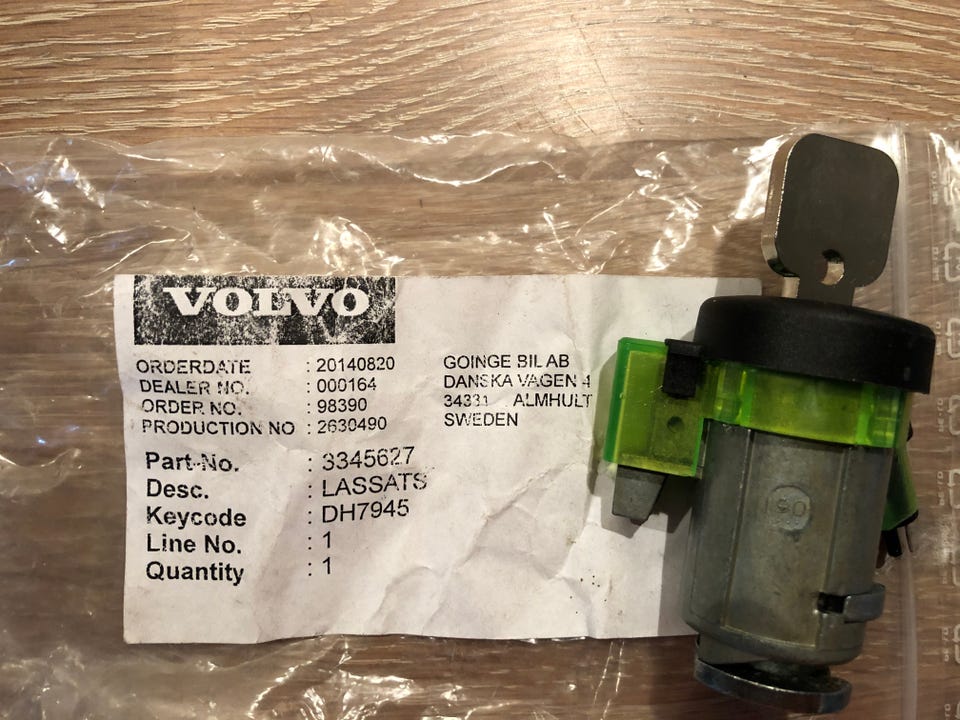 VOLVO
ORDERDATE : 20140820
DEALER NO. : 000164
ORDER NO. : 98390
PRODUCTION NO : 2630490
GOINGE BIL AB
DANSKA VAGEN 4
34331 ALMHULT
SWEDEN
Part-No. : 3345627
Desc. : LASSATS
Keycode : DH7945
Line No. : 1
Quantity : 1